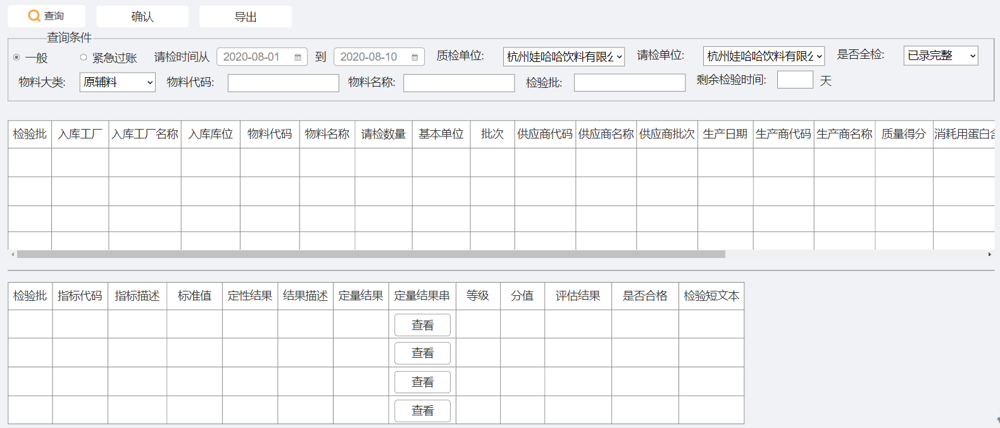 查询 确认 导出
查询条件
一般 紧急过账 请检时间从 2020-08-01 到 2020-08-10 质检单位: 杭州娃哈哈饮料有限 请检单位: 杭州娃哈哈饮料有限 是否全检: 已录完整
物料大类: 原辅料 物料代码: 物料名称: 检验批: 剩余检验时间: 天
检验批 入库工厂 入库工厂名称 入库库位 物料代码 物料名称 请检数量 基本单位 批次 供应商代码 供应商名称 供应商批次 生产日期 生产商代码 生产商名称 质量得分 消耗用蛋白
检验批 指标代码 指标描述 标准值 定性结果 结果描述 定量结果 定量结果串 等级 分值 评估结果 是否合格 检验短文本
查看
查看
查看
查看